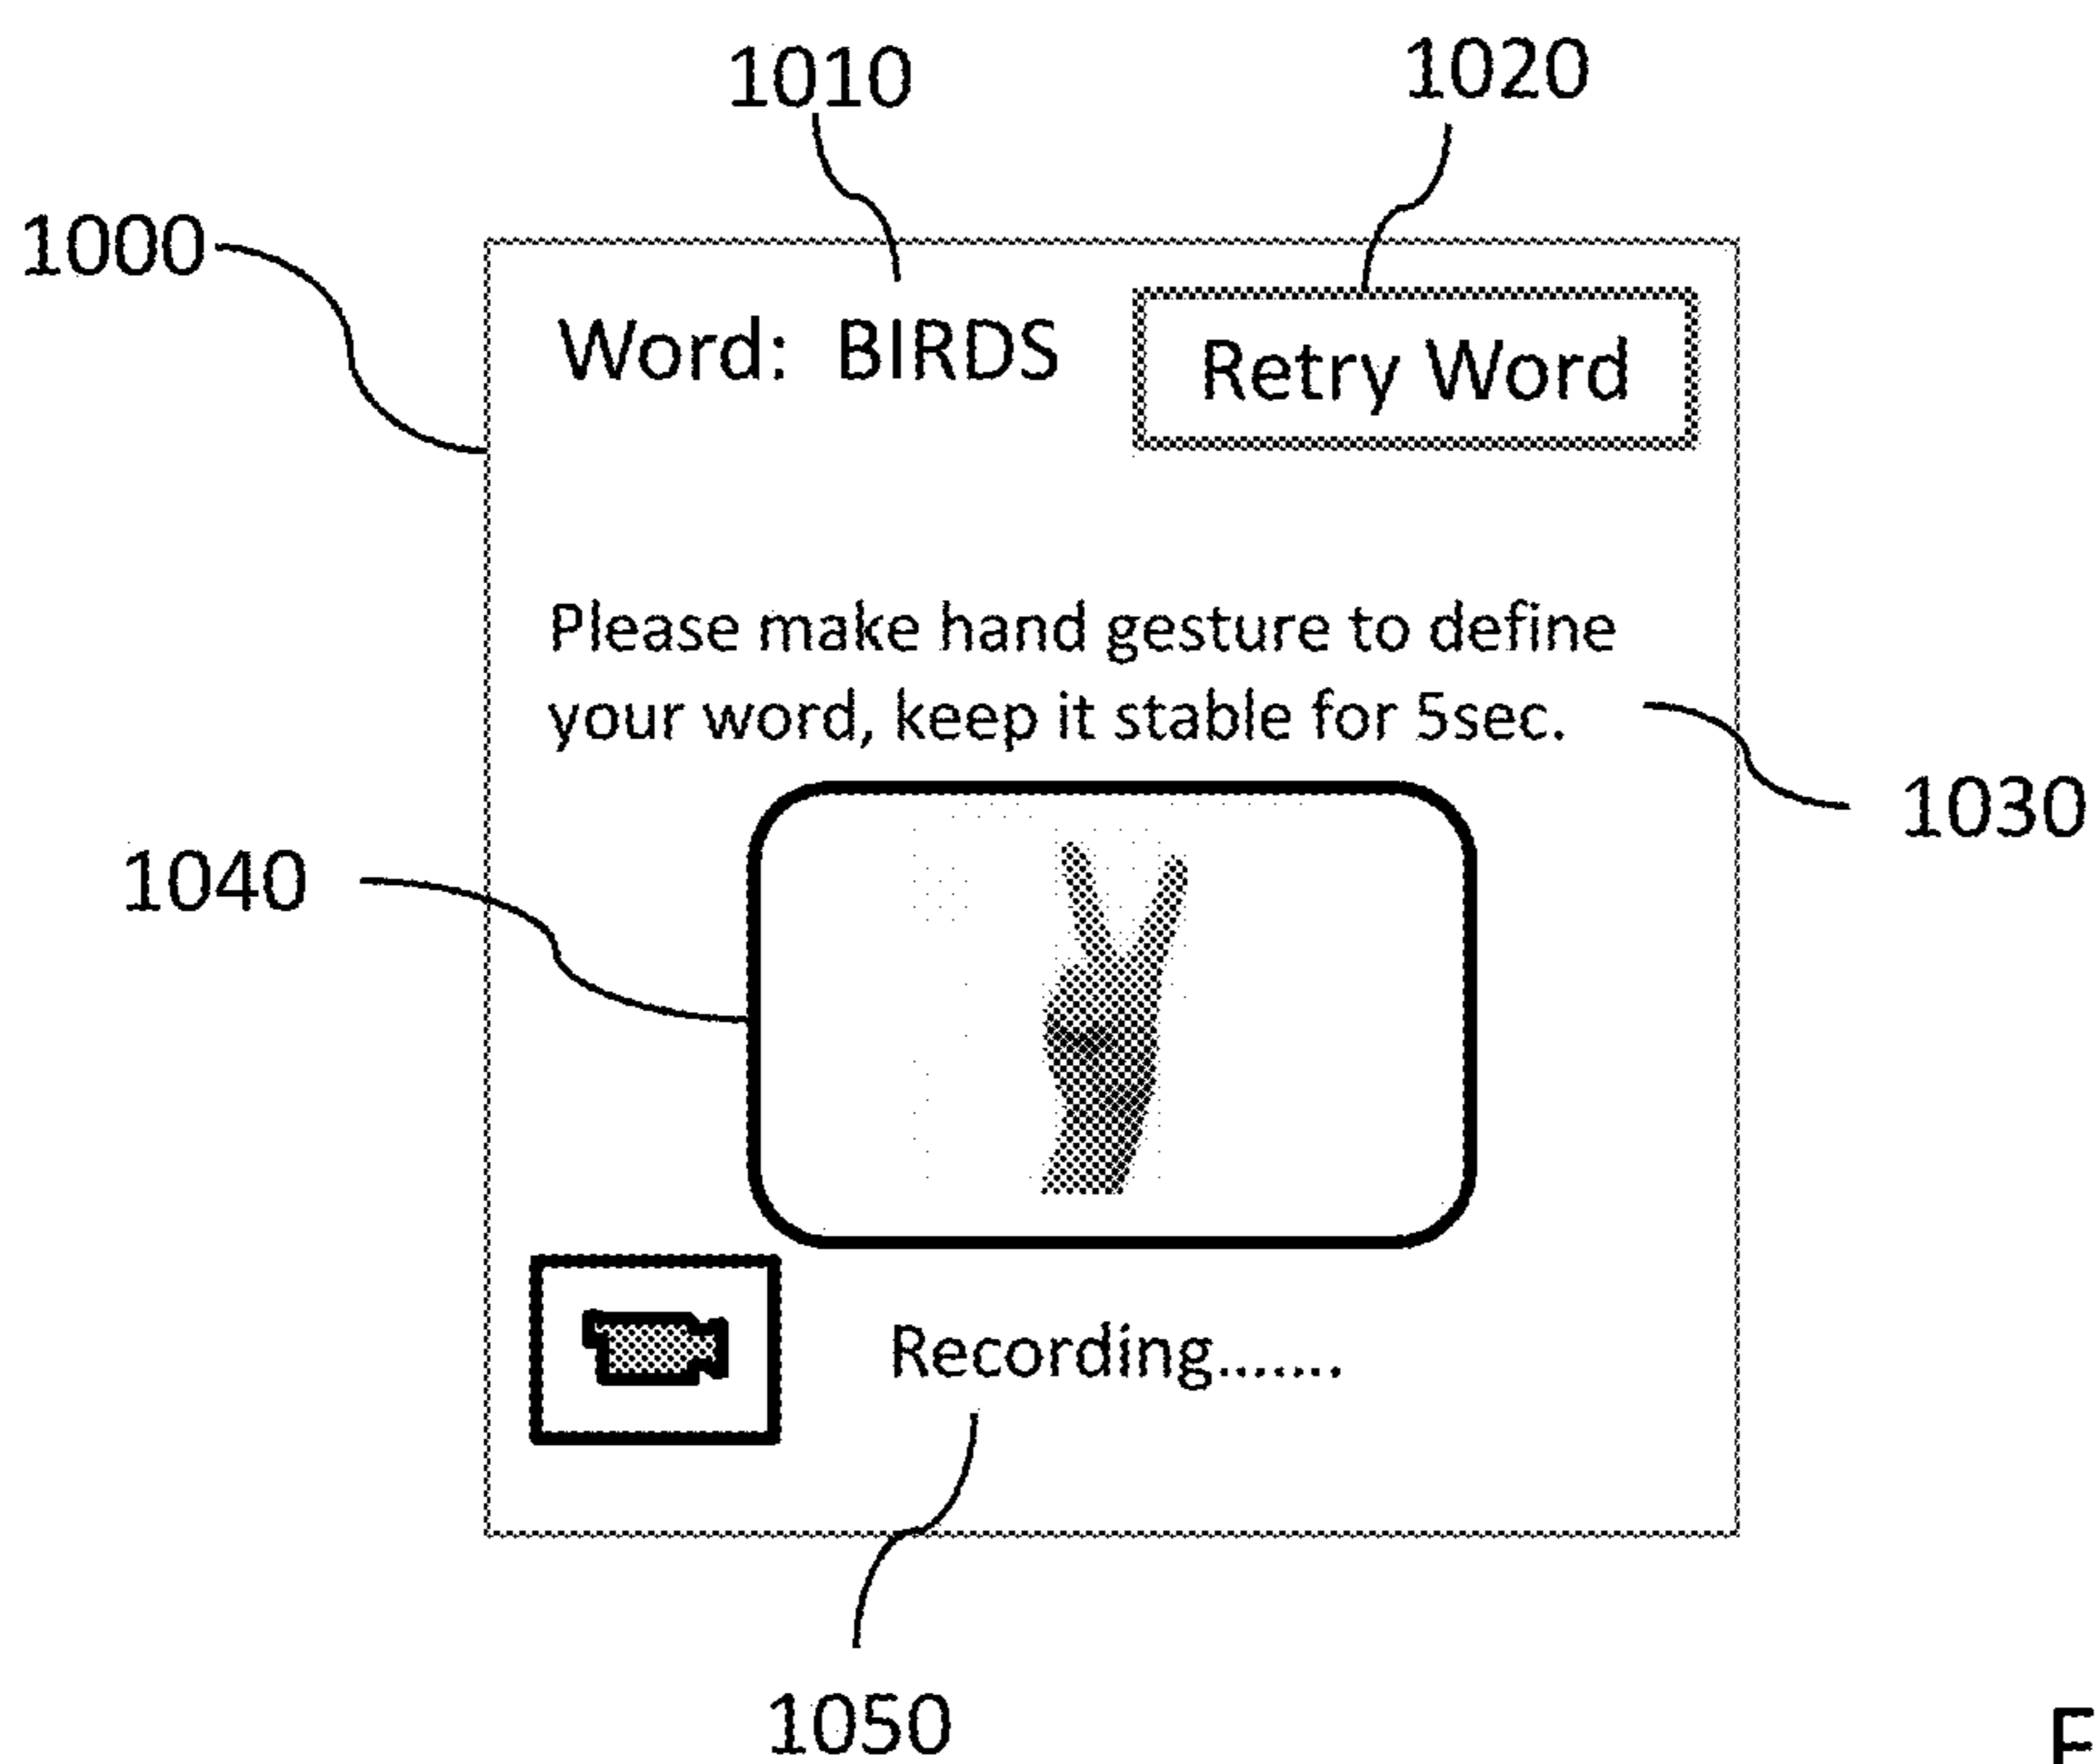 1010
1020
1000
Word: BIRDS
Retry Word
Please make hand gesture to define
your word, keep it stable for 5sec.
1030
1040
Recording.......
1050
F